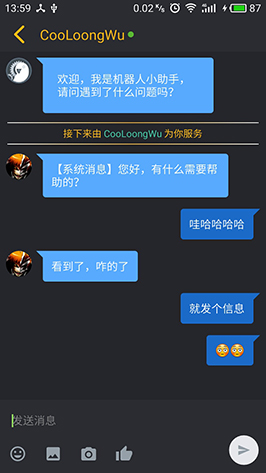 13:59 0.02 K/s 87
CooLoongWu
欢迎，我是机器人小助手，
请问遇到了什么问题吗？
接下来由 CooLoongWu 为你服务
【系统消息】您好，有什么需要帮
助的？
哇哈哈哈哈
看到了，咋的了
就发个信息
发送消息